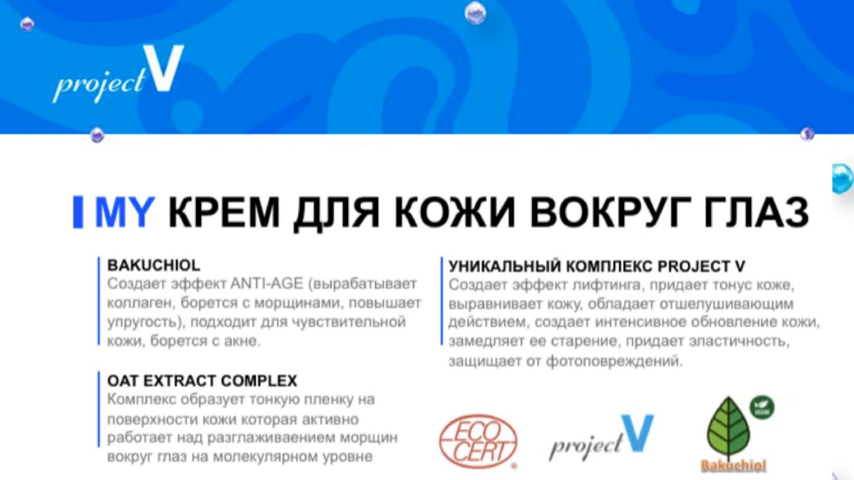 project V
MY КРЕМ ДЛЯ КОЖИ ВОКРУГ ГЛАЗ
BAKUCHIOL
Создает эффект ANTI-AGE (вырабатывает
коллаген, борется с морщинами, повышает
упругость), подходит для чувствительной
кожи, борется с акне.
OAT EXTRACT COMPLEX
Комплекс образует тонкую пленку на
поверхности кожи которая активно
работает над разглаживаением морщин
вокруг глаз на молекулярном уровне
УНИКАЛЬНЫЙ КОМПЛЕКС PROJECT V
Создает эффект лифтинга, придает тонус коже,
выравнивает кожу, обладает отшелушивающим
действием, создает интенсивное обновление кожи,
замедляет ее старение, придает эластичность,
защищает от фотоповреждений.
ECO
CERT
®
project V
Bakuchiol